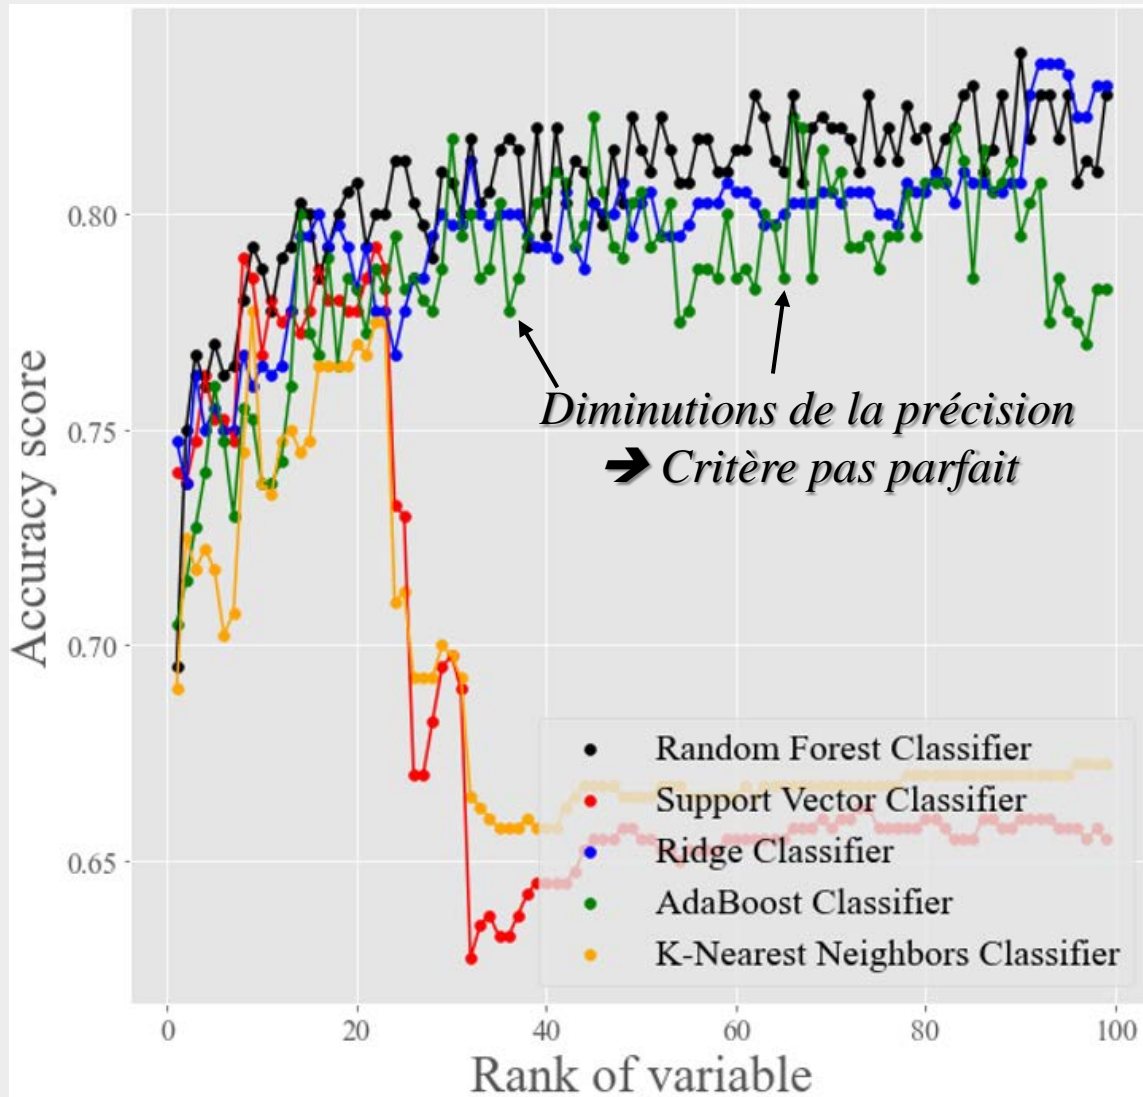 Accuracy score
0.80
0.75
0.70
0.65
Diminutions de la précision
➔ Critère pas parfait
Random Forest Classifier
Support Vector Classifier
Ridge Classifier
AdaBoost Classifier
K-Nearest Neighbors Classifier
0 20 40 60 80 100
Rank of variable